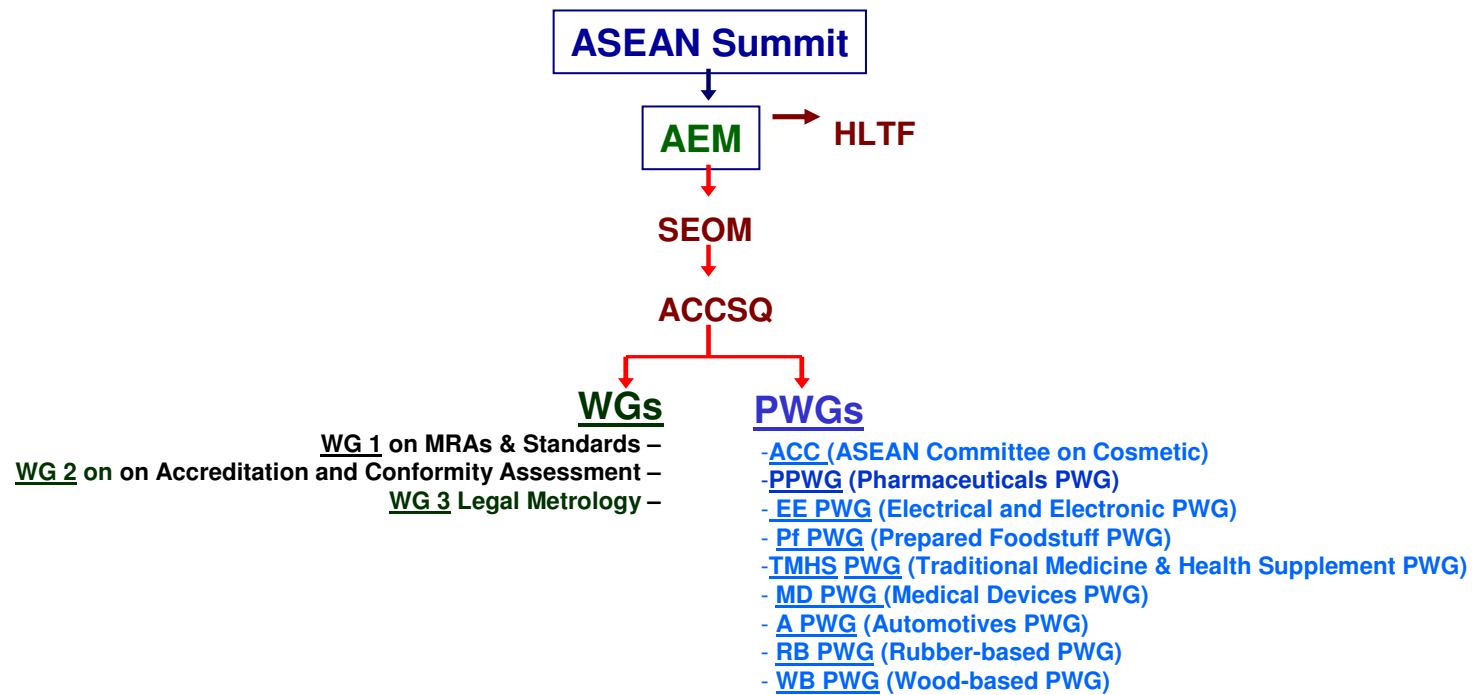 ASEAN Summit
AEM
HLTF
SEOM
ACCSQ
WGs
WG 1 on MRAs & Standards –
WG 2 on on Accreditation and Conformity Assessment –
WG 3 Legal Metrology –
PWGs
-ACC (ASEAN Committee on Cosmetic)
-PPWG (Pharmaceuticals PWG)
- EE PWG (Electrical and Electronic PWG)
- Pf PWG (Prepared Foodstuff PWG)
-TMHS PWG (Traditional Medicine & Health Supplement PWG)
- MD PWG (Medical Devices PWG)
- A PWG (Automotives PWG)
- RB PWG (Rubber-based PWG)
- WB PWG (Wood-based PWG)